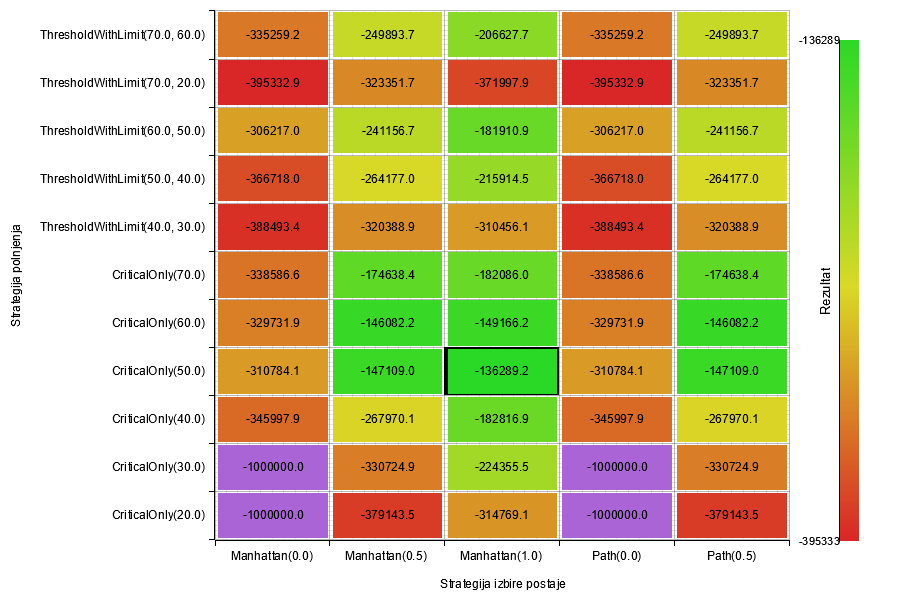 ThresholdWithLimit(70.0, 60.0) -335259.2 -249893.7 -206627.7 -335259.2 -249893.7
-136289
ThresholdWithLimit(70.0, 20.0) -395332.9 -323351.7 -371997.9 -395332.9 -323351.7
ThresholdWithLimit(60.0, 50.0) -306217.0 -241156.7 -181910.9 -306217.0 -241156.7
ThresholdWithLimit(50.0, 40.0) -366718.0 -264177.0 -215914.5 -366718.0 -264177.0
ThresholdWithLimit(40.0, 30.0) -388493.4 -320388.9 -310456.1 -388493.4 -320388.9
CriticalOnly(70.0) -338586.6 -174638.4 -182086.0 -338586.6 -174638.4
CriticalOnly(60.0) -329731.9 -146082.2 -149166.2 -329731.9 -146082.2
CriticalOnly(50.0) -310784.1 -147109.0 -136289.2 -310784.1 -147109.0
CriticalOnly(40.0) -345997.9 -267970.1 -182816.9 -345997.9 -267970.1
CriticalOnly(30.0) -1000000.0 -330724.9 -224355.5 -1000000.0 -330724.9
CriticalOnly(20.0) -1000000.0 -379143.5 -314769.1 -1000000.0 -379143.5
-395333
Manhattan(0.0) Manhattan(0.5) Manhattan(1.0) Path(0.0) Path(0.5)
Strategija izbire postaje
Strategija polnjenja
Rezultat